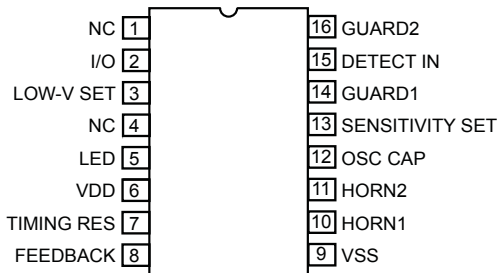 NC 1 16 GUARD2
I/O 2 15 DETECT IN
LOW-V SET 3 14 GUARD1
NC 4 13 SENSITIVITY SET
LED 5 12 OSC CAP
VDD 6 11 HORN2
TIMING RES 7 10 HORN1
FEEDBACK 8 9 VSS